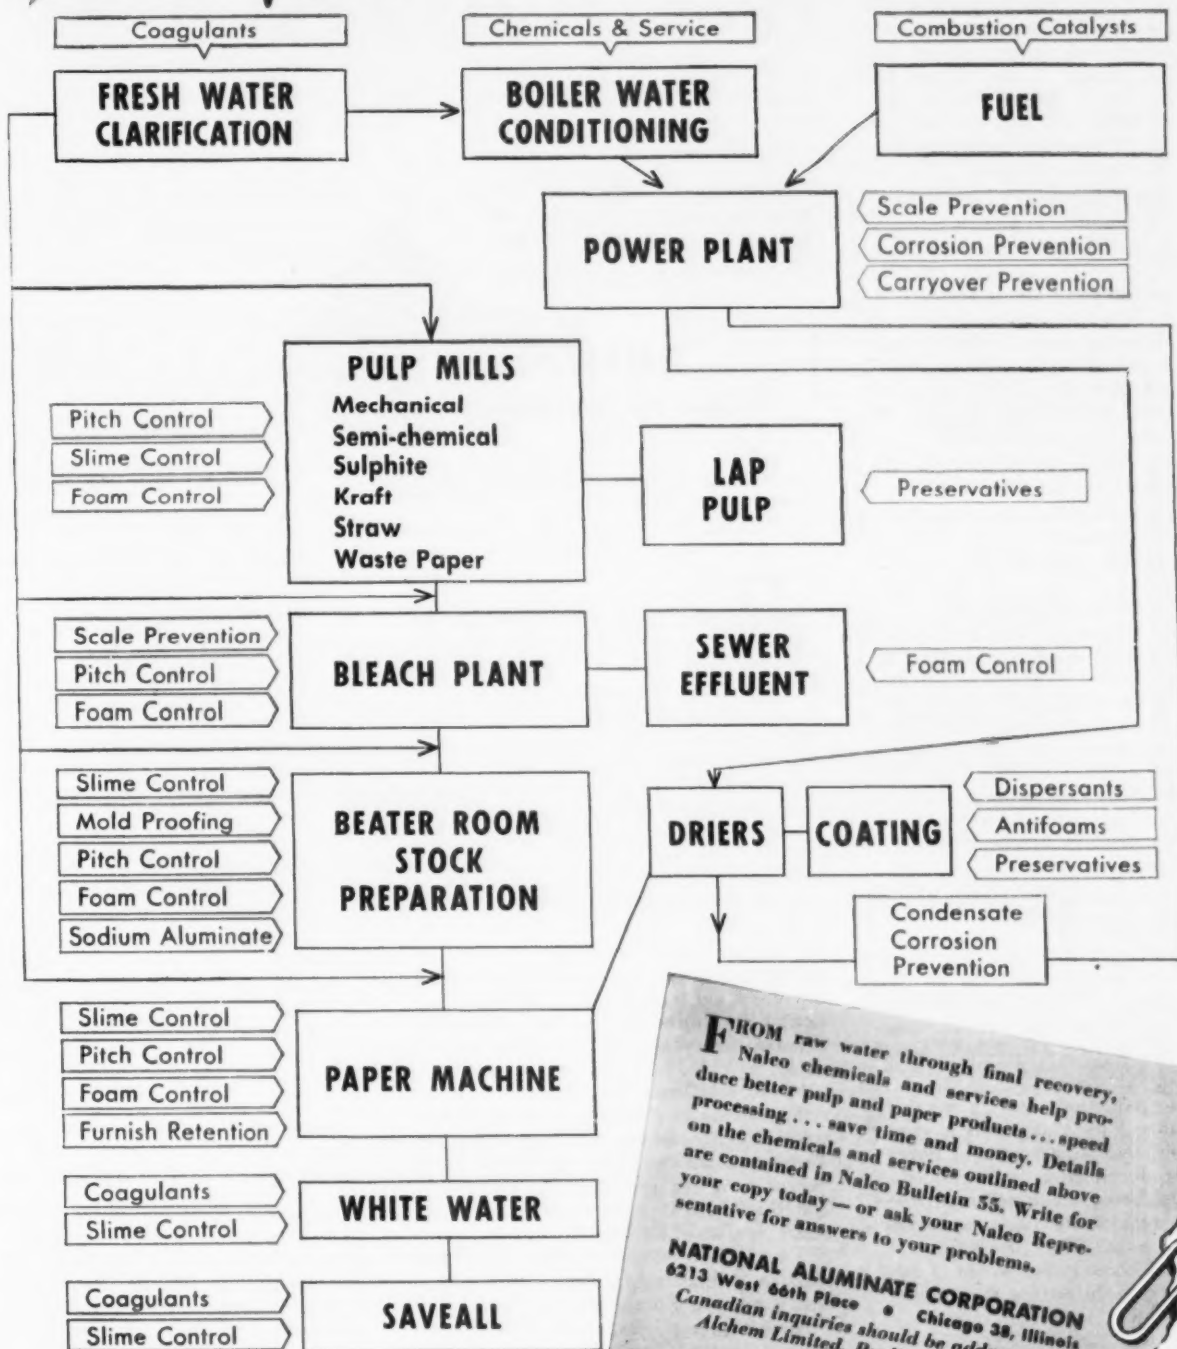 Coagulants
Chemicals & Service
Combustion Catalysts
FRESH WATER
CLARIFICATION
BOILER WATER
CONDITIONING
FUEL
POWER PLANT
Scale Prevention
Corrosion Prevention
Carryover Prevention
PULP MILLS
Mechanical
Semi-chemical
Sulphite
Kraft
Straw
Waste Paper
Pitch Control
Slime Control
Foam Control
LAP
PULP
Preservatives
Scale Prevention
Pitch Control
Foam Control
BLEACH PLANT
SEWER
EFFLUENT
Foam Control
Slime Control
Mold Proofing
Pitch Control
Foam Control
Sodium Aluminate
BEATER ROOM
STOCK
PREPARATION
DRIERS
COATING
Dispersants
Antifoams
Preservatives
Condensate
Corrosion
Prevention
Slime Control
Pitch Control
Foam Control
Furnish Retention
PAPER MACHINE
Coagulants
Slime Control
WHITE WATER
Coagulants
Slime Control
SAVEALL
FROM raw water through final recovery,
Nalco chemicals and services help pro-
duce better pulp and paper products...speed
processing...save time and money. Details
on the chemicals and services outlined above
are contained in Nalco Bulletin 55. Write for
your copy today — or ask your Nalco Repre-
sentative for answers to your problems.
NATIONAL ALUMINATE CORPORATION
6213 West 66th Place • Chicago 38, Illinois
Canadian inquiries should be
Alchem Limited,